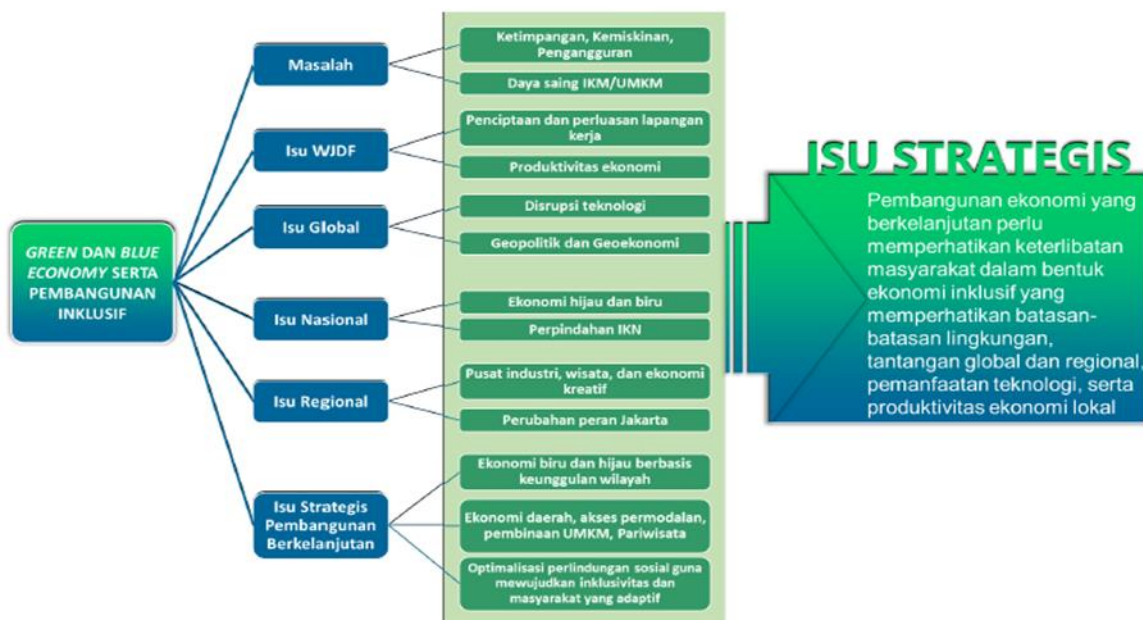 GREEN DAN BLUE
ECONOMY SERTA
PEMBANGUNAN
INKLUSIF
Masalah
Ketimpangan, Kemiskinan,
Pengangguran
Daya saing IKM/UMKM
Isu WJDF
Penciptaan dan perluasan lapangan
kerja
Produktivitas ekonomi
Isu Global
Disrupsi teknologi
Geopolitik dan Geoekonomi
Isu Nasional
Ekonomi hijau dan biru
Perpindahan IKN
Isu Regional
Pusat industri, wisata, dan ekonomi
kreatif
Perubahan peran Jakarta
Isu Strategis
Pembangunan
Berkelanjutan
Ekonomi biru dan hijau berbasis
keunggulan wilayah
Ekonomi daerah, akses permodalan,
pembinaan UMKM, Pariwisata
Optimalisasi perlindungan sosial guna
mewujudkan inklusivitas dan
masyarakat yang adaptif
ISU STRATEGIS
Pembangunan ekonomi yang
berkelanjutan perlu
memperhatikan keterlibatan
masyarakat dalam bentuk
ekonomi inklusif yang
memperhatikan batasan-
batasan lingkungan,
tantangan global dan regional,
pemanfaatan teknologi, serta
produktivitas ekonomi lokal